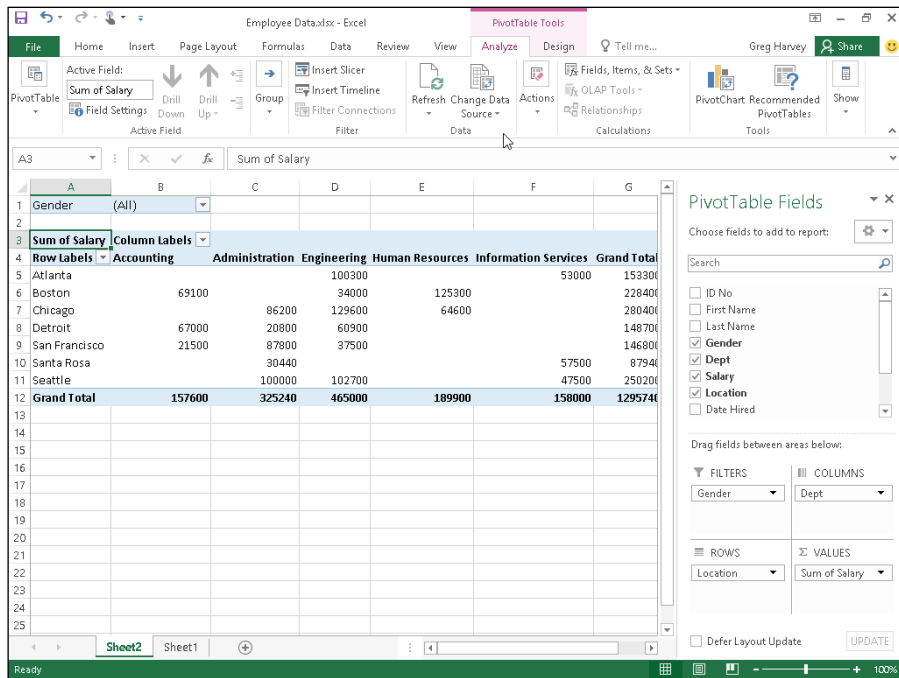 Employee Data.xlsx - Excel
PivotTable Tools
File Home Insert Page Layout Formulas Data Review View Analyze Design Tell me... Greg Harvey Share
PivotTable
Active Field:
Sum of Salary
Field Settings
Drill Down
Drill Up
Active Field
Group
Insert Slicer
Insert Timeline
Filter Connections
Filter
Refresh
Change Data Source
Data
Actions
Fields, Items, & Sets
OLAP Tools
Relationships
Calculations
PivotChart
Recommended PivotTables
Tools
Show
A3 fx Sum of Salary
A B C D E F G
1 Gender (All)
2
3 Sum of Salary Column Labels
4 Row Labels Accounting Administration Engineering Human Resources Information Services Grand Total
5 Atlanta 100300 53000 153300
6 Boston 69100 34000 125300 228400
7 Chicago 86200 129600 64600 280400
8 Detroit 67000 20800 60900 148700
9 San Francisco 21500 87800 37500 146800
10 Santa Rosa 30440 57500 87940
11 Seattle 100000 102700 47500 250200
12 Grand Total 157600 325240 465000 189900 158000 1295740
13
14
15
16
17
18
19
20
21
22
23
24
25
PivotTable Fields
Choose fields to add to report:
Search
ID No
First Name
Last Name
Gender
Dept
Salary
Location
Date Hired
Drag fields between areas below:
FILTERS
Gender
COLUMNS
Dept
ROWS
Location
Σ VALUES
Sum of Salary
Defer Layout Update UPDATE
Sheet2 Sheet1
Ready 100%